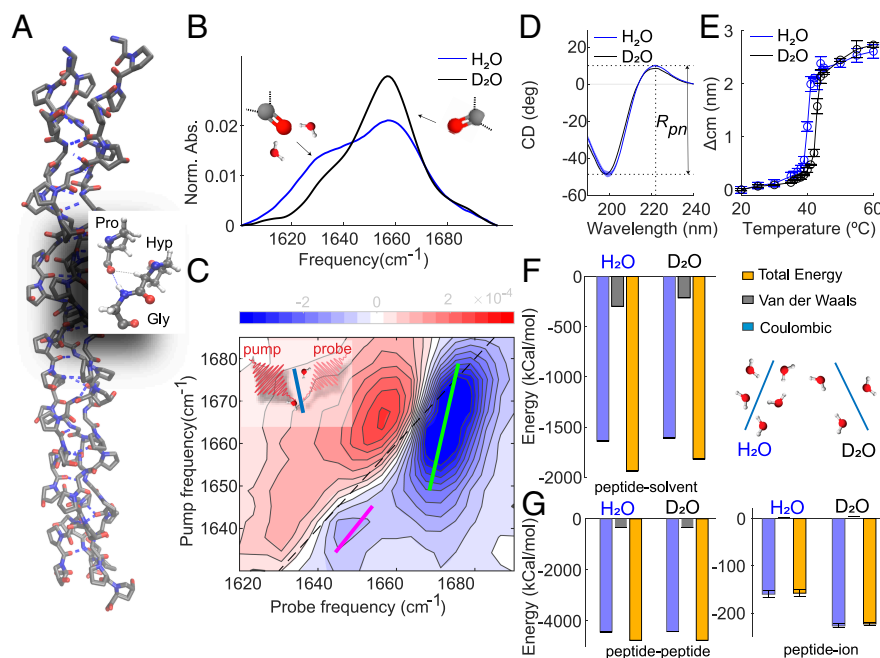 A
Pro
Hyp
Gly
B
H₂O
D₂O
Norm. Abs.
0.02
0.01
0
1620
1640
1660
1680
Frequency(cm⁻¹)
C
-2
0
2
×10⁻⁴
pump
probe
Pump frequency(cm⁻¹)
1680
1670
1660
1650
1640
1620
1640
1660
1680
Probe frequency (cm⁻¹)
D
H₂O
D₂O
CD (deg)
20
0
-20
-40
-60
Rpn
200
220
240
Wavelength (nm)
E
H₂O
D₂O
Δcm (nm)
3
2
1
0
20
40
60
Temperature (ºC)
F
H₂O
D₂O
Energy (kCal/mol)
0
-500
-1000
-1500
-2000
peptide-solvent
Total Energy
Van der Waals
Coulombic
H₂O
D₂O
G
H₂O
D₂O
Energy (kCal/mol)
0
-2000
-4000
peptide-peptide
H₂O
D₂O
0
-100
-200
peptide-ion